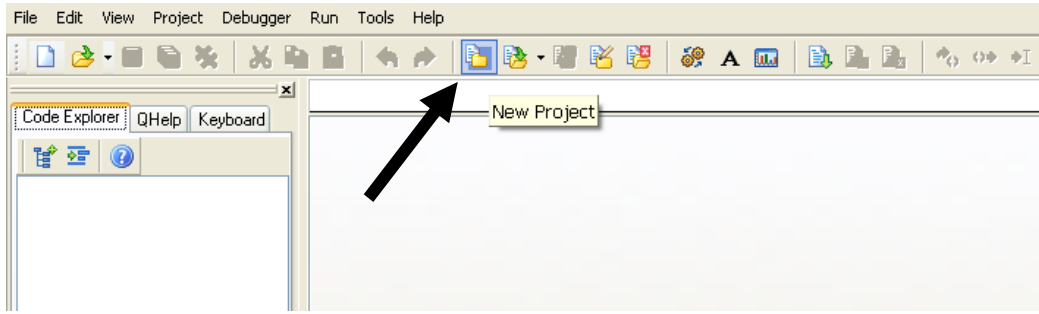 File Edit View Project Debugger Run Tools Help
A
New Project
Code Explorer QHelp Keyboard